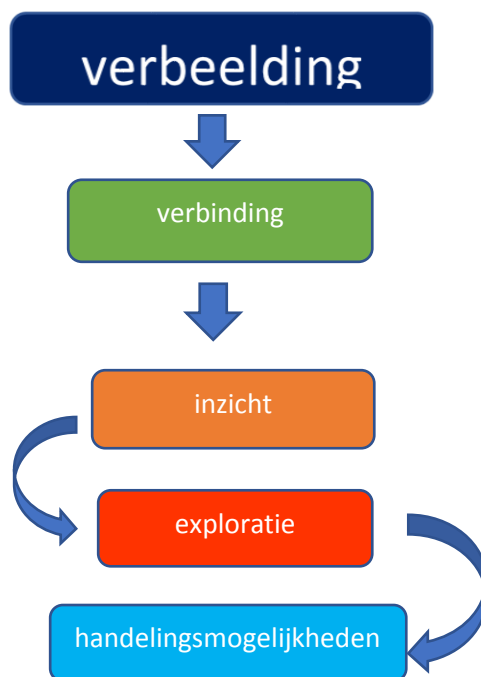 verbeelding
verbinding
inzicht
exploratie
handelingsmogelijkheden